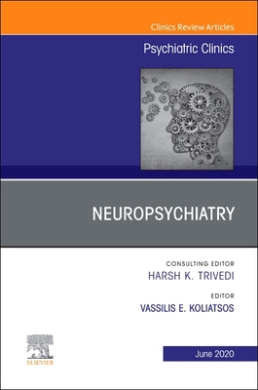 Clinics Review Articles
Psychiatric Clinics
NEUROPSYCHIATRY
CONSULTING EDITOR
HARSH K. TRIVEDI
EDITOR
VASSILIS E. KOLIATSOS
ELSEVIER
June 2020